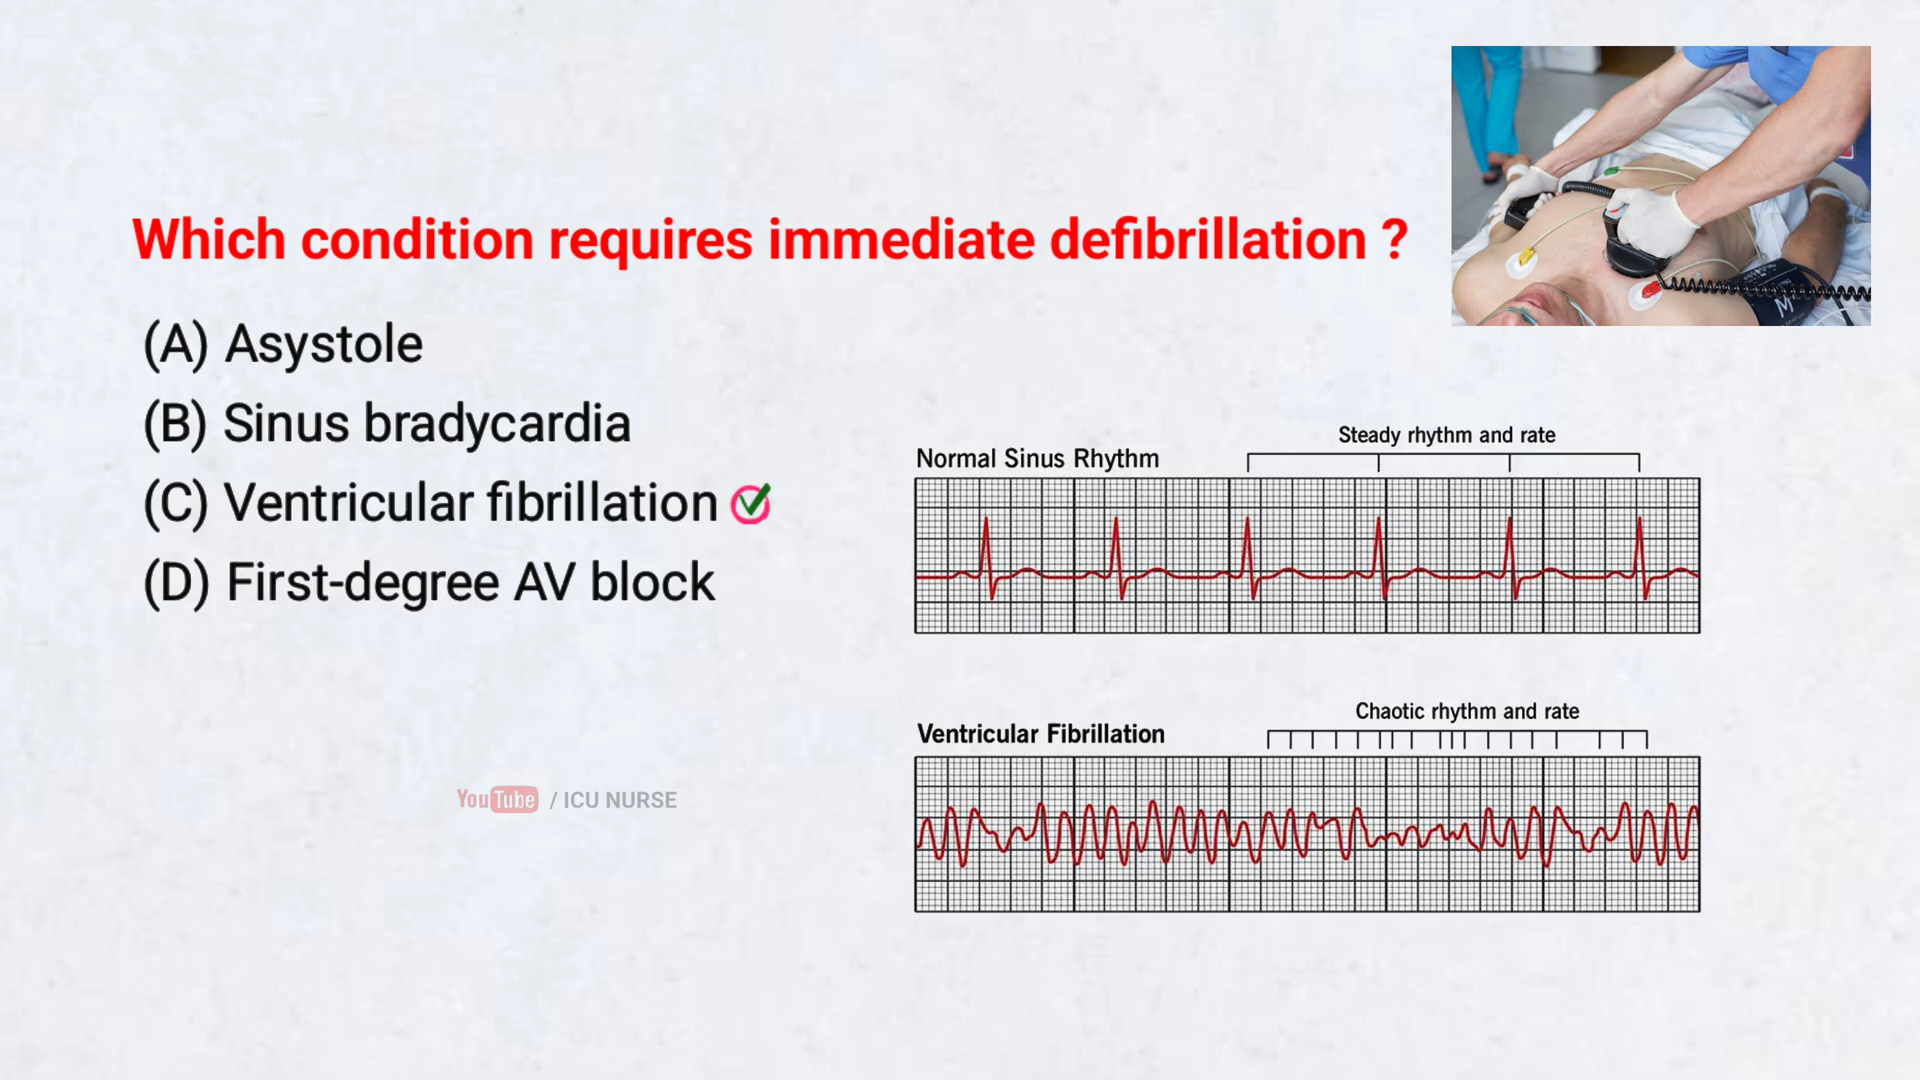 Which condition requires immediate defibrillation ?
(A) Asystole
(B) Sinus bradycardia
(C) Ventricular fibrillation
(D) First-degree AV block
Steady rhythm and rate
Normal Sinus Rhythm
Chaotic rhythm and rate
Ventricular Fibrillation
YouTube / ICU NURSE
M